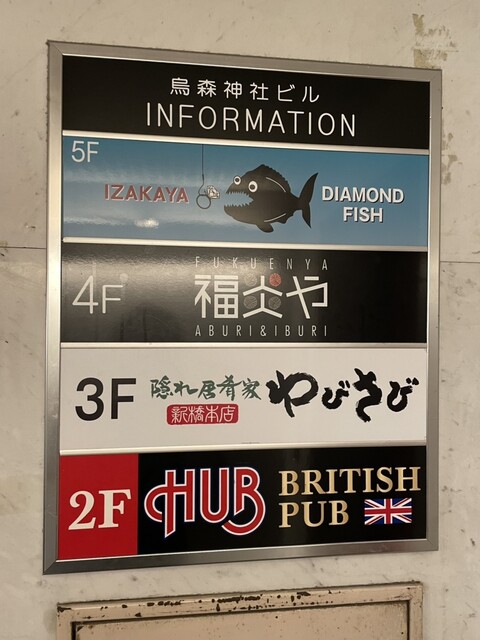 烏森神社ビル
INFORMATION
5F
IZAKAYA
DIAMOND
FISH
4F
FUKUENYA
福炎や
ABURI&IBURI
3F
隠れ居肴家
新橋本店
わびさび
2F
HUB
BRITISH
PUB